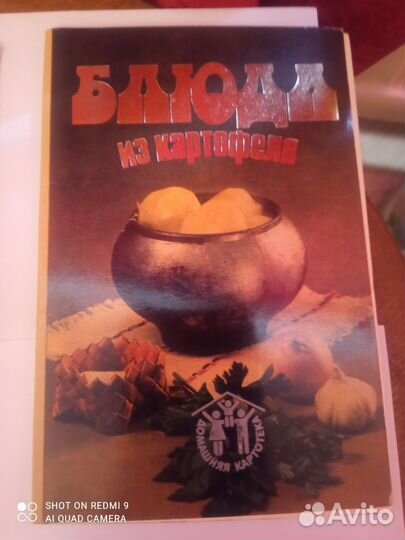 БЛЮДА
ИЗ КАРТОФЕЛЯ
ДОМАШНЯЯ КАРТОТЕКА
SHOT ON REDMI 9
AI QUAD CAMERA
Avito